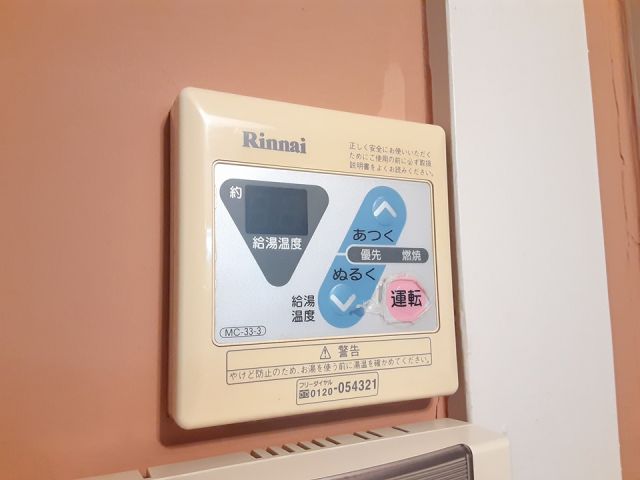 Rinnai
正しく安全にお使いいただく
ためにご使用の前に必ず取扱
説明書をよくお読みください。
約
給湯温度
あつく
優先 燃焼
ぬるく
給湯
温度
運転
MC-33-3
⚠ 警告
やけど防止のため、お湯を使う前に湯温を確かめてください。
フリーダイヤル
0120-054321